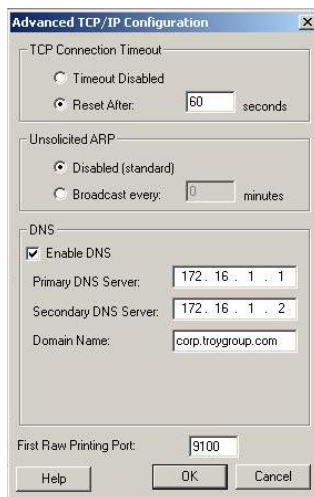 Advanced TCP/IP Configuration
TCP Connection Timeout
Timeout Disabled
Reset After: 60 seconds
Unsolicited ARP
Disabled (standard)
Broadcast every: 0 minutes
DNS
Enable DNS
Primary DNS Server: 172. 16 . 1 . 1
Secondary DNS Server: 172. 16 . 1 . 2
Domain Name: corp.troygroup.com
First Raw Printing Port: 9100
Help OK Cancel